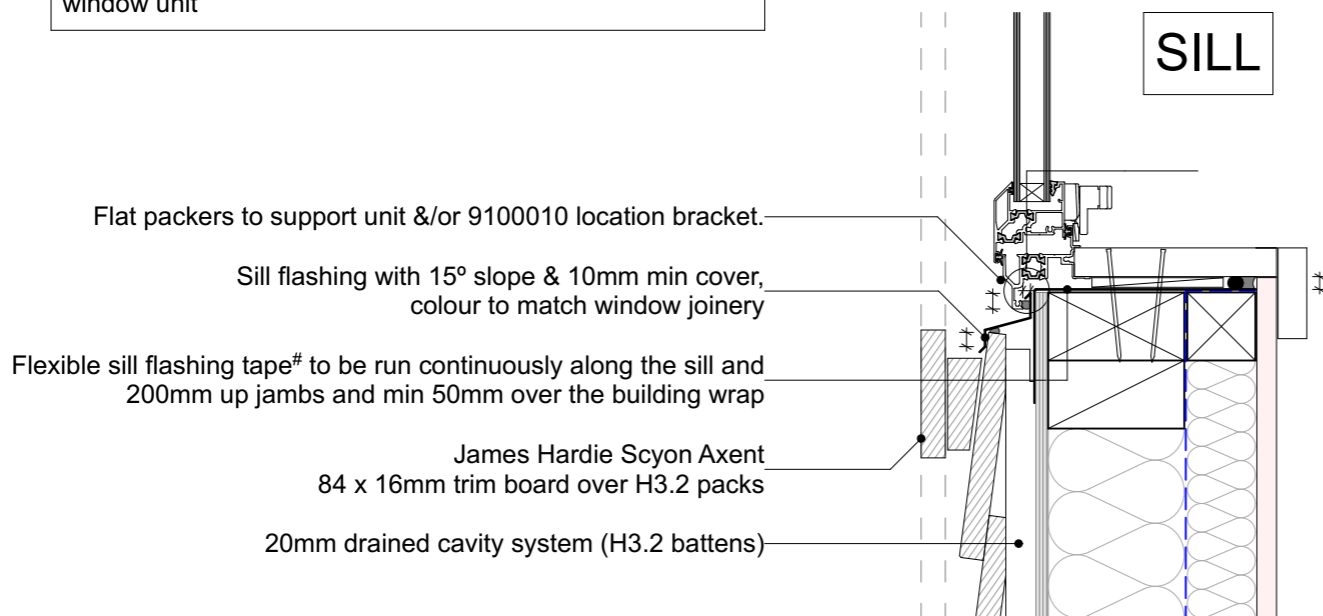 window unit
SILL
Flat packers to support unit &/or 9100010 location bracket.
Sill flashing with 15º slope & 10mm min cover,
colour to match window joinery
Flexible sill flashing tape# to be run continuously along the sill and
200mm up jambs and min 50mm over the building wrap
James Hardie Scyon Axent
84 x 16mm trim board over H3.2 packs
20mm drained cavity system (H3.2 battens)